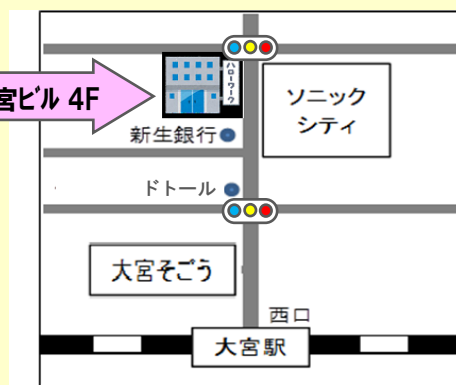 宮ビル 4F
ハローワーク
ソニック
シティ
新生銀行
ドトール
大宮そごう
西口
大宮駅